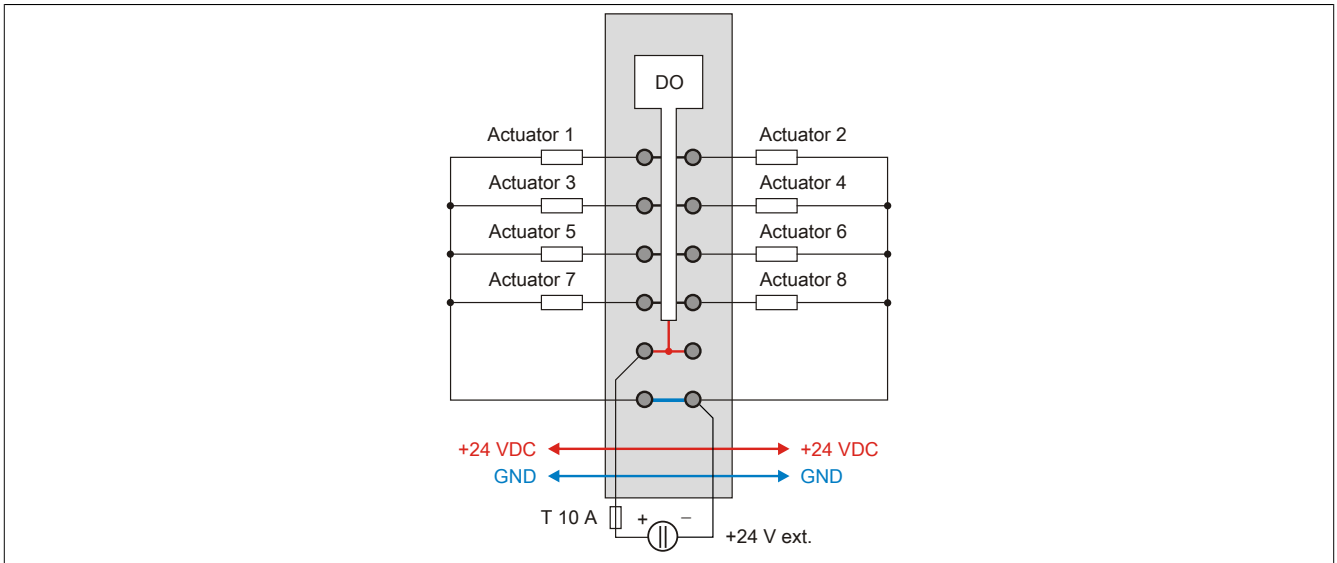 DO
Actuator 1
Actuator 2
Actuator 3
Actuator 4
Actuator 5
Actuator 6
Actuator 7
Actuator 8
+24 VDC
+24 VDC
GND
GND
T 10 A
+
–
+24 V ext.